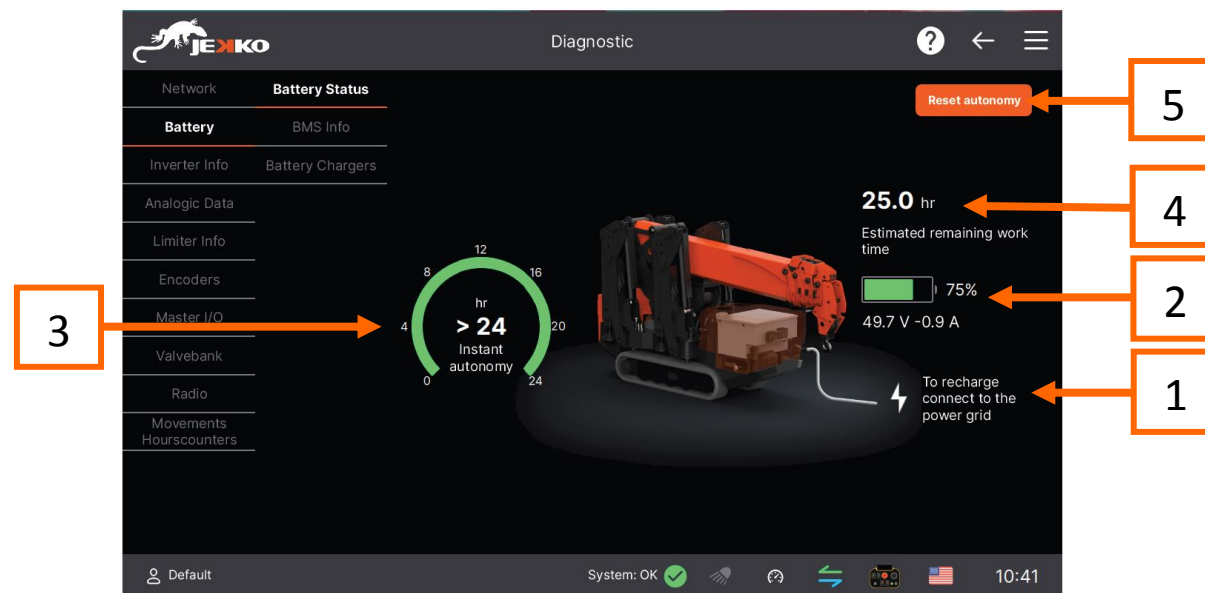 JEKKO
Diagnostic
?
Network
Battery Status
Reset autonomy
5
Battery
BMS Info
Inverter Info
Battery Chargers
Analogic Data
25.0 hr
4
Limiter Info
Estimated remaining work
time
Encoders
75%
2
49.7 V -0.9 A
Master I/O
3
12
8
16
4
20
0
24
hr
> 24
Instant
autonomy
Valvebank
Radio
To recharge
connect to the
power grid
1
Movements
Hourscounters
Default
System: OK
10:41